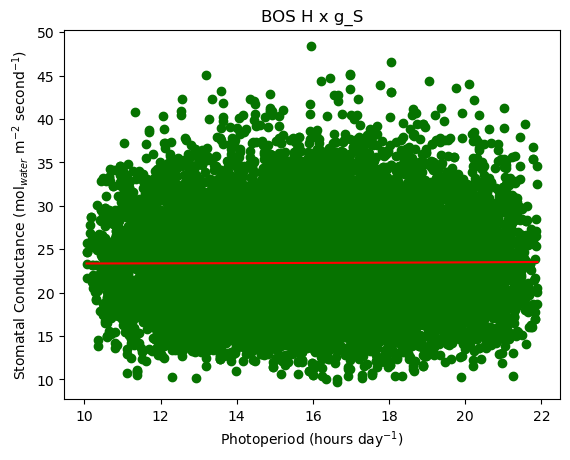 BOS H x g_S
50
45
40
35
30
25
20
15
10
Stomatal Conductance (mol_water m⁻² second⁻¹)
10 12 14 16 18 20 22
Photoperiod (hours day⁻¹)